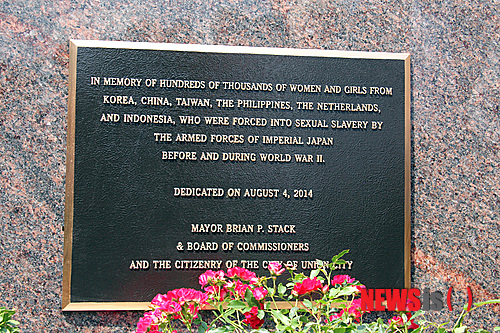 IN MEMORY OF HUNDREDS OF THOUSANDS OF WOMEN AND GIRLS FROM
KOREA, CHINA, TAIWAN, THE PHILIPPINES, THE NETHERLANDS,
AND INDONESIA, WHO WERE FORCED INTO SEXUAL SLAVERY BY
THE ARMED FORCES OF IMPERIAL JAPAN
BEFORE AND DURING WORLD WAR II.
DEDICATED ON AUGUST 4, 2014
MAYOR BRIAN P. STACK
& BOARD OF COMMISSIONERS
AND THE CITIZENRY OF THE CITY OF UNION CITY
NEWSIS ( )